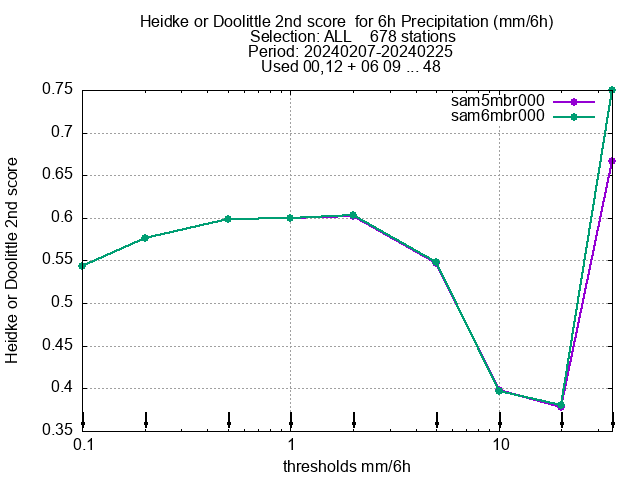 Heidke or Doolittle 2nd score  for 6h Precipitation (mm/6h)
Selection: ALL    678 stations
Period: 20240207-20240225
Used 00,12 + 06 09 ... 48
sam5mbr000
sam6mbr000
0.75
0.7
0.65
0.6
0.55
0.5
0.45
0.4
0.35
Heidke or Doolittle 2nd score
0.1
1
10
thresholds mm/6h